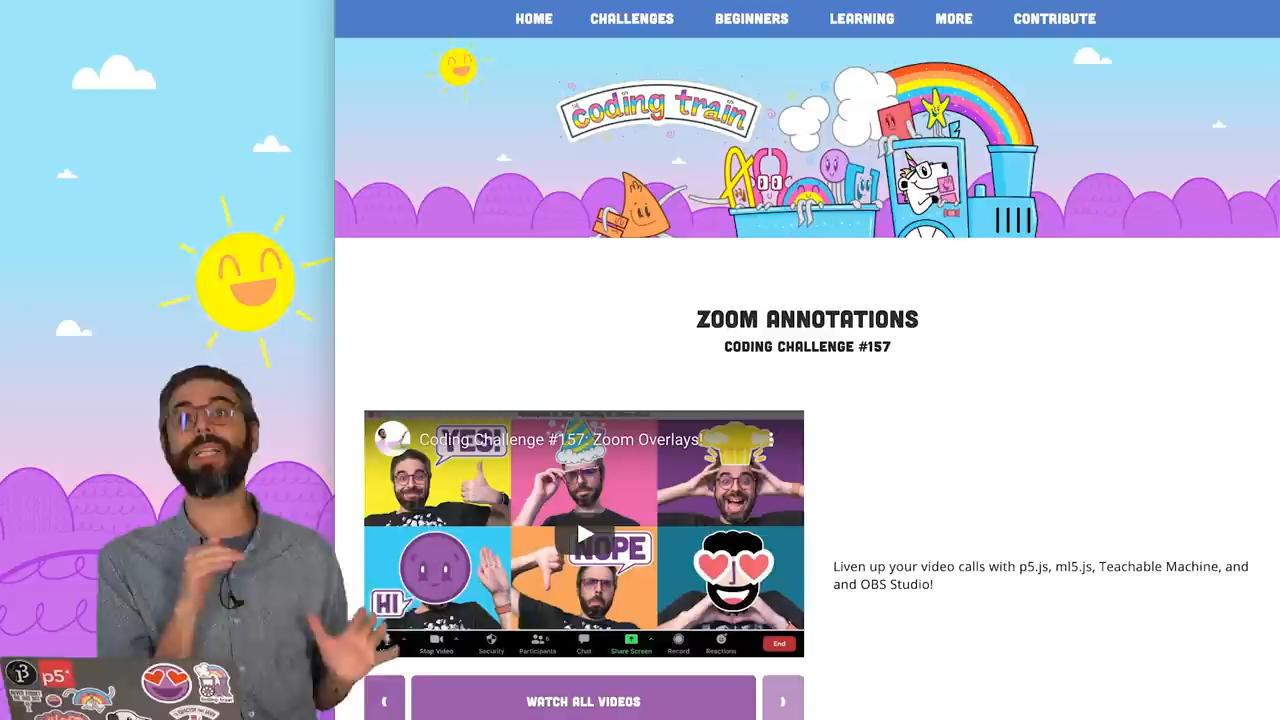 HOME CHALLENGES BEGINNERS LEARNING MORE CONTRIBUTE
coding train
ZOOM ANNOTATIONS
CODING CHALLENGE #157
Coding Challenge #157: Zoom Overlays!
YES!
NOPE
HI
Stop Video Security Participants 6 Chat Share Screen Record Reactions End
Liven up your video calls with p5.js, ml5.js, Teachable Machine, and
and OBS Studio!
WATCH ALL VIDEOS
p5*